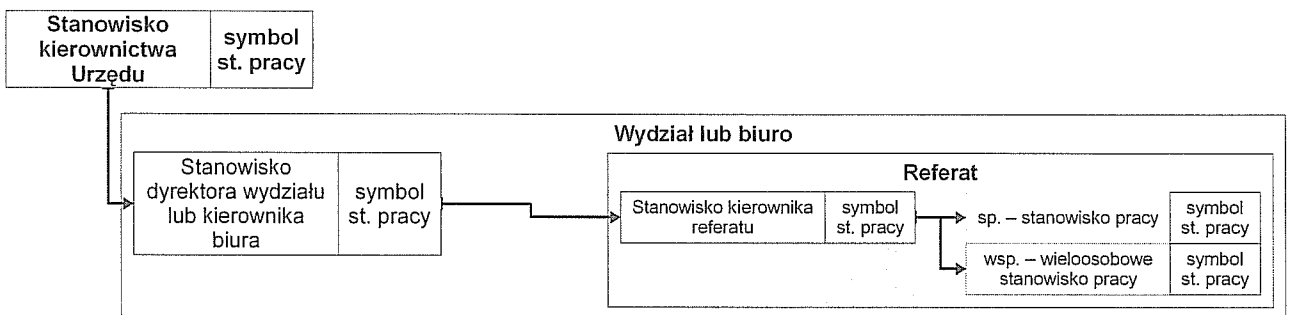 Stanowisko
kierownictwa
Urzędu
symbol
st. pracy
Wydział lub biuro
Stanowisko
dyrektora wydziału
lub kierownika
biura
symbol
st. pracy
Referat
Stanowisko kierownika
referatu
symbol
st. pracy
sp. – stanowisko pracy
symbol
st. pracy
wsp. – wieloosobowe
stanowisko pracy
symbol
st. pracy